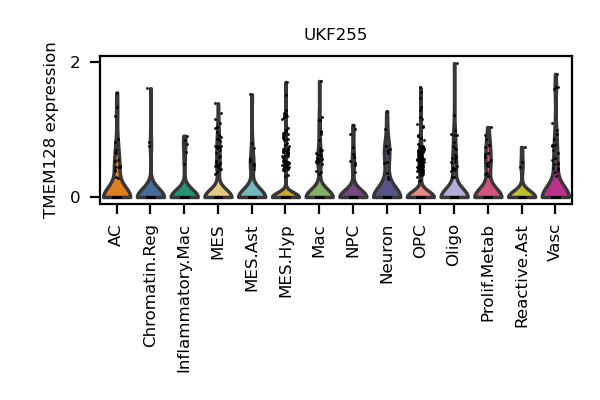 UKF255
TMEM128 expression
2
0
AC
Chromatin.Reg
Inflammatory.Mac
MES
MES.Ast
MES.Hyp
Mac
NPC
Neuron
OPC
Oligo
Prolif.Metab
Reactive.Ast
Vasc